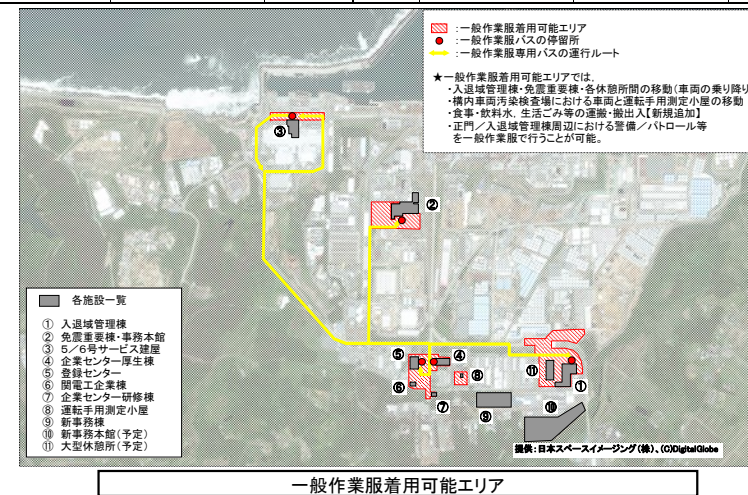 :一般作業服着用可能エリア
:一般作業服バスの停留所
:一般作業服専用バスの運行ルート
★一般作業服着用可能エリアでは、
・入退域管理棟・免震重要棟・各休憩所間の移動(車両の乗り降り
・構内車両汚染検査場における車両と運転手用測定小屋の移動
・食事・飲料水、生活ごみ等の運搬・搬出入【新規追加】
・正門／入退域管理棟周辺における警備／パトロール等
を一般作業服で行うことが可能。
③
②
各施設一覧
① 入退域管理棟
② 免震重要棟・事務本館
③ 5／6号サービス建屋
④ 企業センター厚生棟
⑤ 登録センター
⑥ 関電工企業棟
⑦ 企業センター研修棟
⑧ 運転手用測定小屋
⑨ 新事務棟
⑩ 新事務本館(予定)
⑪ 大型休憩所(予定)
⑤
④
⑥
⑧
⑦
⑨
⑪
①
⑩
提供:日本スペースイメージング(株)、(C)DigitalGlobe
一般作業服着用可能エリア